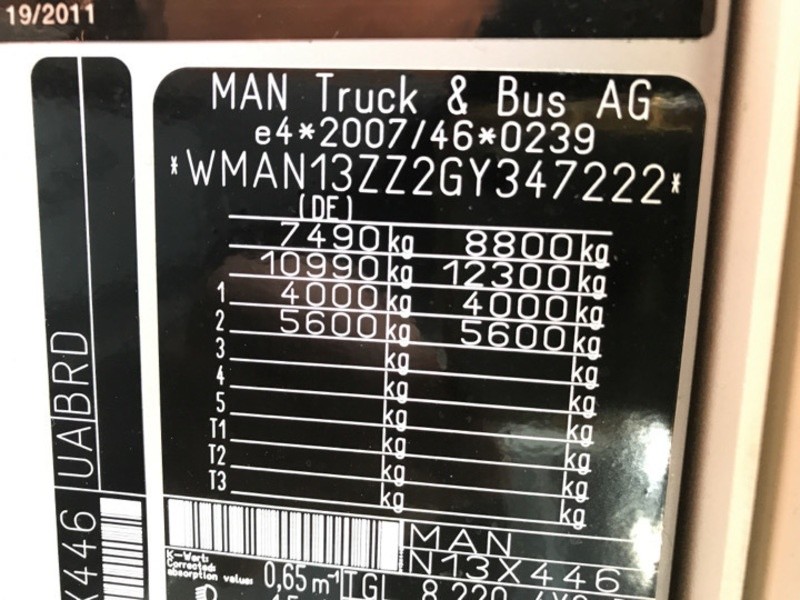 19/2011
MAN Truck & Bus AG
e4*2007/46*0239
*WMAN13ZZ2GY347222*
(DE)
7490 kg 8800 kg
10990 kg 12300 kg
1 4000 kg 4000 kg
2 5600 kg 5600 kg
3 kg kg
4 kg kg
5 kg kg
T1 kg kg
T2 kg kg
T3 kg kg
UABRD
X446
MAN
N13X446
K-Wert:
Corrected
absorption value:
0,65 m⁻¹
TGL
8.220